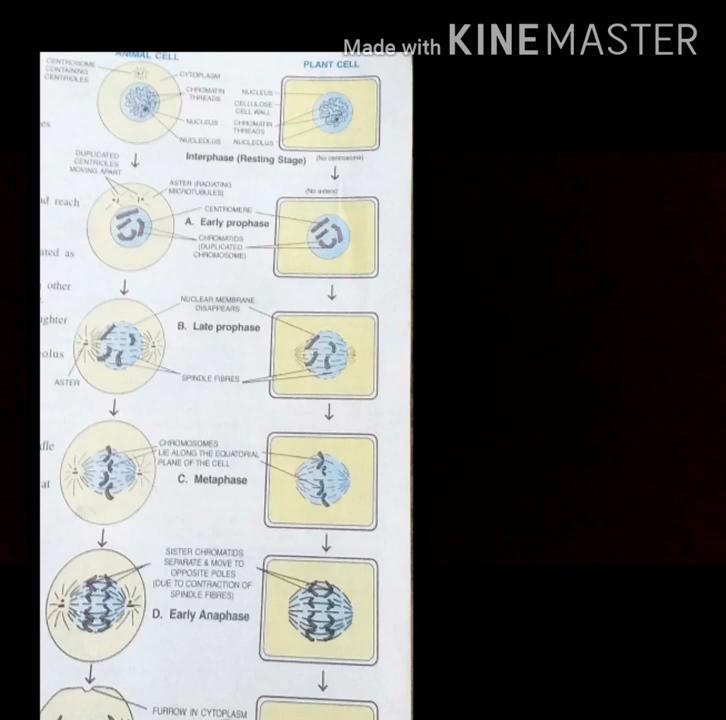 Made with KINEMASTER
ANIMAL CELL
PLANT CELL
CENTROSOME
CONTAINING
CENTRIOLES
CYTOPLASM
CHROMATIN
THREADS
NUCLEUS
NUCLEOLUS
NUCLEUS
CELLULOSE
CELL WALL
CHROMATIN
THREADS
NUCLEOLUS
es
Interphase (Resting Stage)
(No centrosome)
DUPLICATED
CENTRIOLES
MOVING APART
ASTER (RADIATING
MICROTUBULES)
(No asters)
CENTROMERE
A. Early prophase
CHROMATIDS
(DUPLICATED
CHROMOSOME)
reach
ated as
other
NUCLEAR MEMBRANE
DISAPPEARS
B. Late prophase
ughter
olus
SPINDLE FIBRES
ASTER
dle
at
CHROMOSOMES
LIE ALONG THE EQUATORIAL
PLANE OF THE CELL
C. Metaphase
SISTER CHROMATIDS
SEPARATE & MOVE TO
OPPOSITE POLES
(DUE TO CONTRACTION OF
SPINDLE FIBRES)
D. Early Anaphase
FURROW IN CYTOPLASM